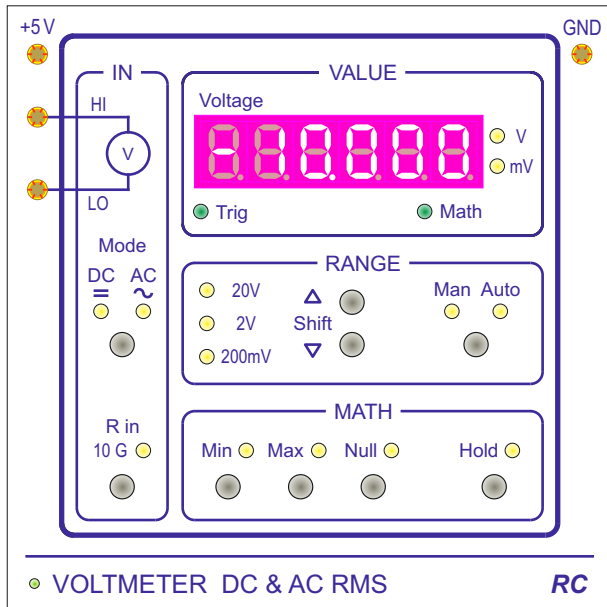 +5 V
GND
IN
VALUE
HI
V
LO
Voltage
V
mV
Trig
Math
Mode
DC AC
RANGE
20V
2V
200mV
Shift
Man Auto
R in
10 G
MATH
Min
Max
Null
Hold
VOLTMETER DC & AC RMS
RC